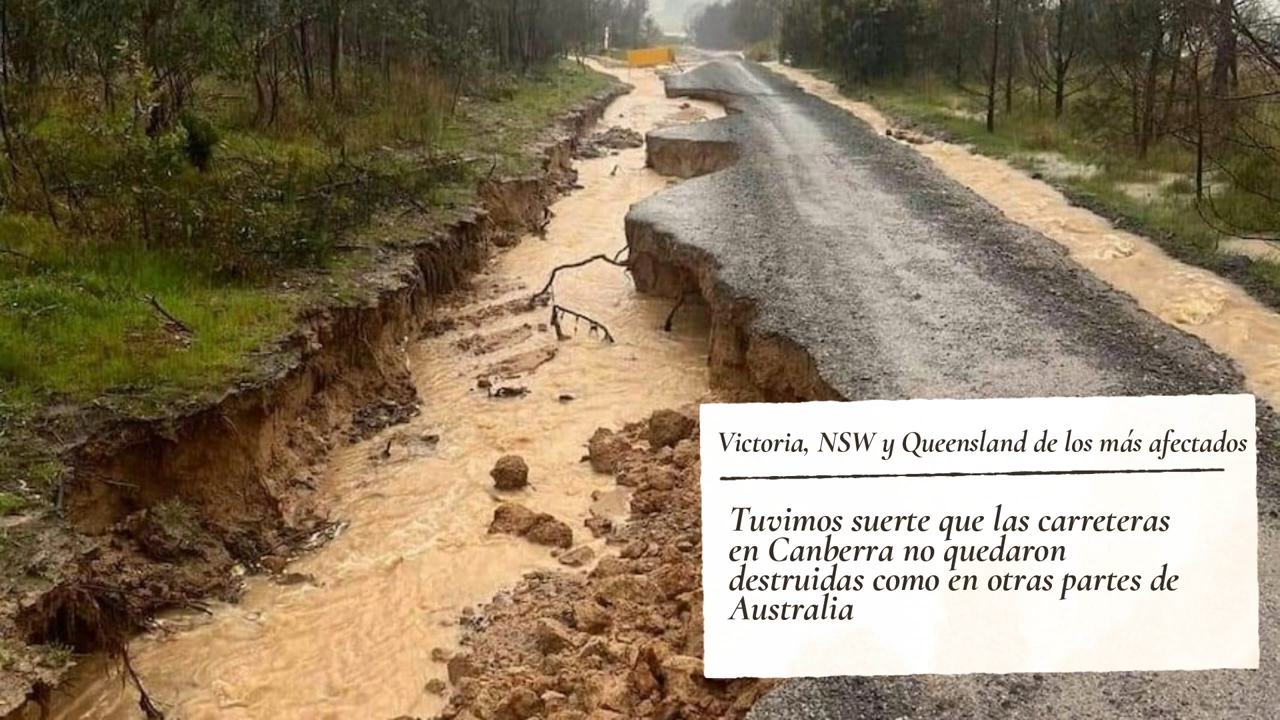 Victoria, NSW y Queensland de los más afectados
Tuvimos suerte que las carreteras
en Canberra no quedaron
destruidas como en otras partes de
Australia